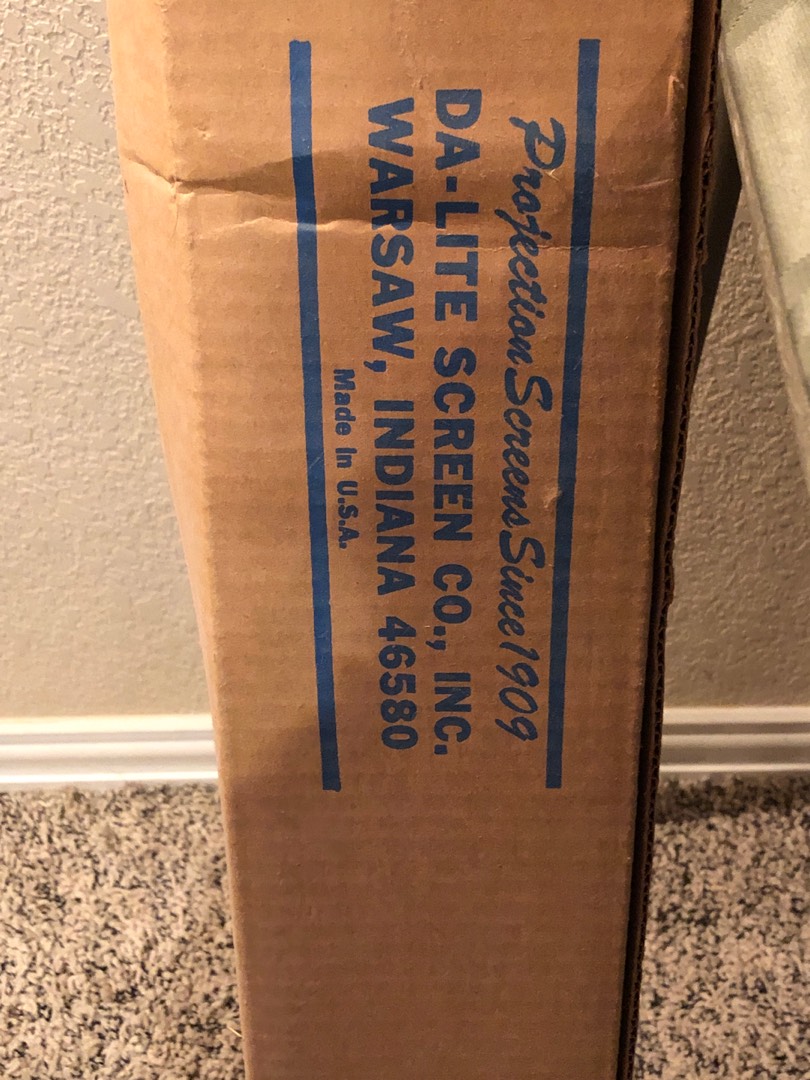 Projection Screens Since 1909
DA-LITE SCREEN CO., INC.
WARSAW, INDIANA 46580
Made In U.S.A.